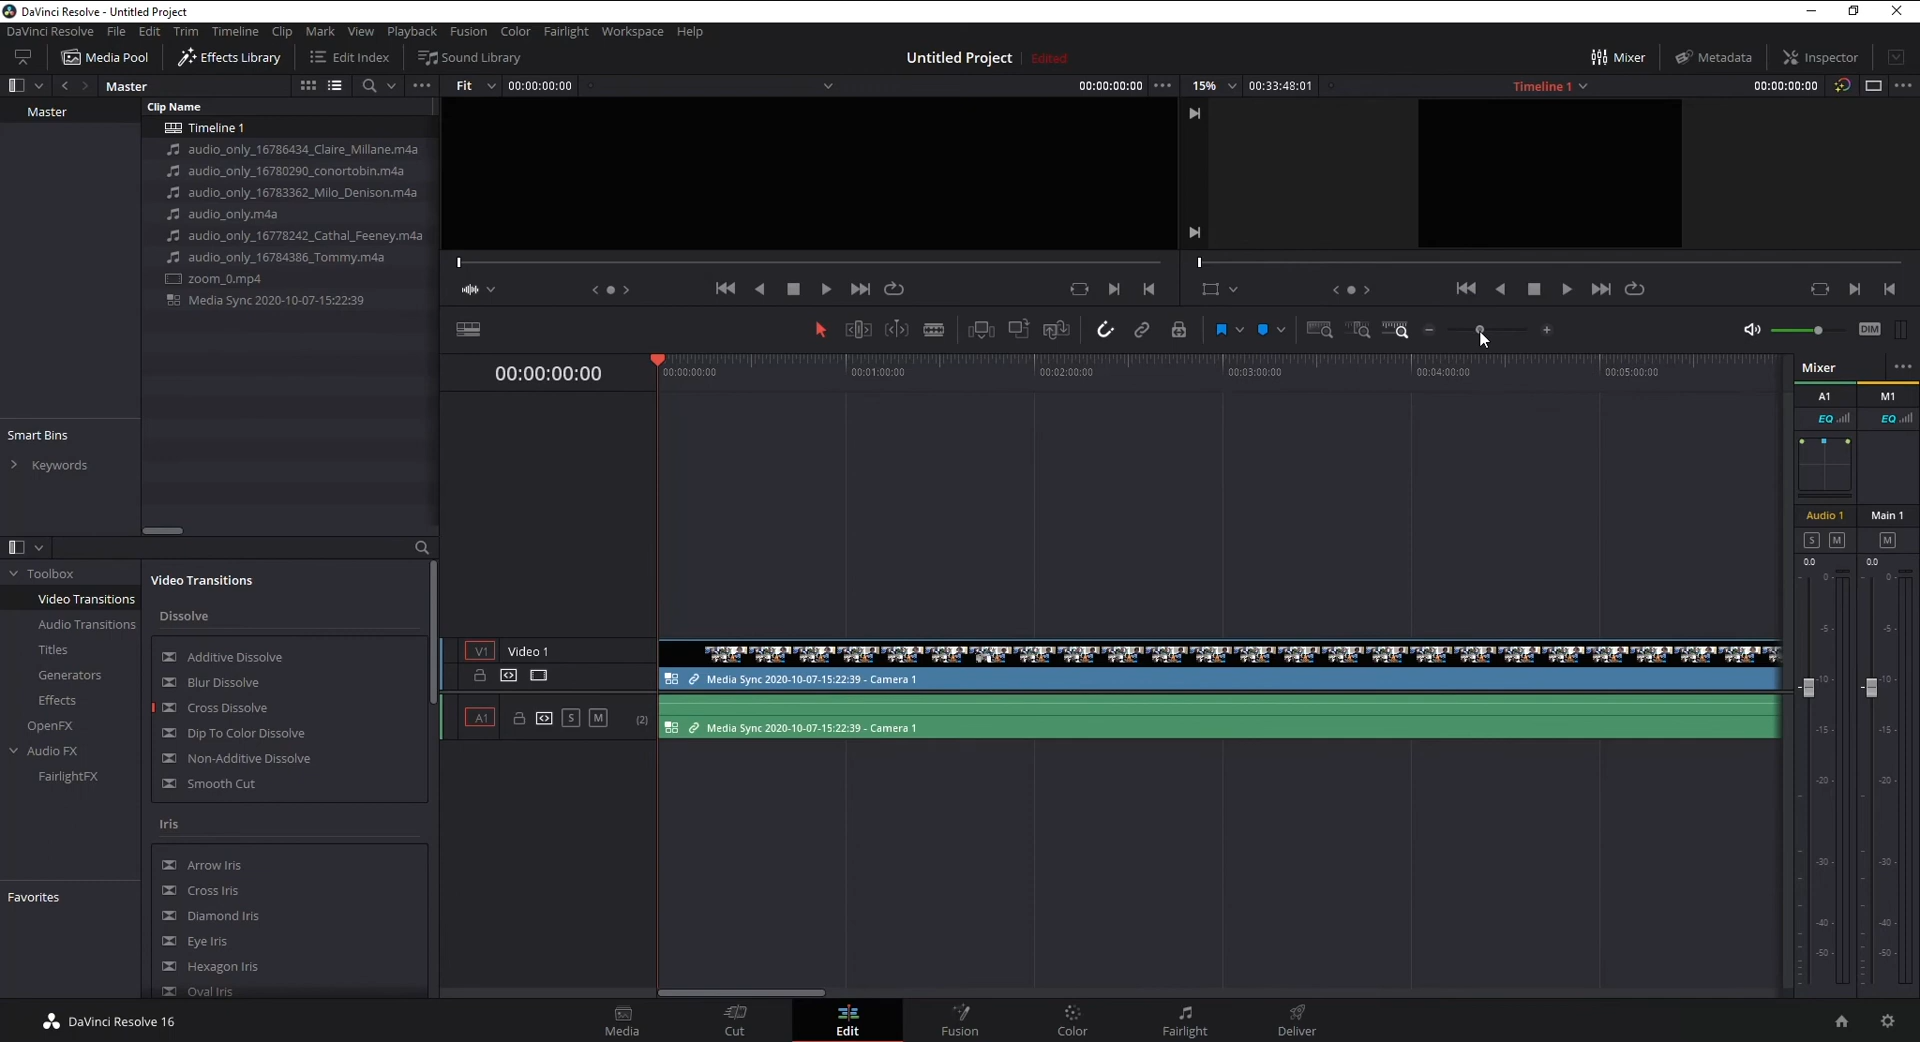 DaVinci Resolve - Untitled Project
DaVinci Resolve File Edit Trim Timeline Clip Mark View Playback Fusion Color Fairlight Workspace Help
Media Pool Effects Library Edit Index Sound Library Untitled Project Edited Mixer Metadata Inspector
Master Fit 00:00:00:00 00:00:00:00 15% 00:33:48:01 Timeline 1 00:00:00:00
Master
Clip Name
Timeline 1
audio_only_16786434_Claire_Millane.m4a
audio_only_16780290_conortobin.m4a
audio_only_16783362_Milo_Denison.m4a
audio_only.m4a
audio_only_16778242_Cathal_Feeney.m4a
audio_only_16784386_Tommy.m4a
zoom_0.mp4
Media Sync 2020-10-07-15:22:39
Smart Bins
Keywords
DIM
00:00:00:00
00:00:00:00 00:01:00:00 00:02:00:00 00:03:00:00 00:04:00:00 00:05:00:00
V1 Video 1
Media Sync 2020-10-07-15:22:39 - Camera 1
A1 S M (2)
Media Sync 2020-10-07-15:22:39 - Camera 1
Mixer
A1 M1
EQ EQ
Audio 1 Main 1
S M M
0.0 0.0
0 0
-5 -5
-10 -10
-15 -15
-20 -20
-30 -30
-40 -40
-50 -50
Toolbox
Video Transitions
Audio Transitions
Titles
Generators
Effects
OpenFX
Audio FX
FairlightFX
Favorites
Video Transitions
Dissolve
Additive Dissolve
Blur Dissolve
Cross Dissolve
Dip To Color Dissolve
Non-Additive Dissolve
Smooth Cut
Iris
Arrow Iris
Cross Iris
Diamond Iris
Eye Iris
Hexagon Iris
Oval Iris
DaVinci Resolve 16
Media Cut Edit Fusion Color Fairlight Deliver